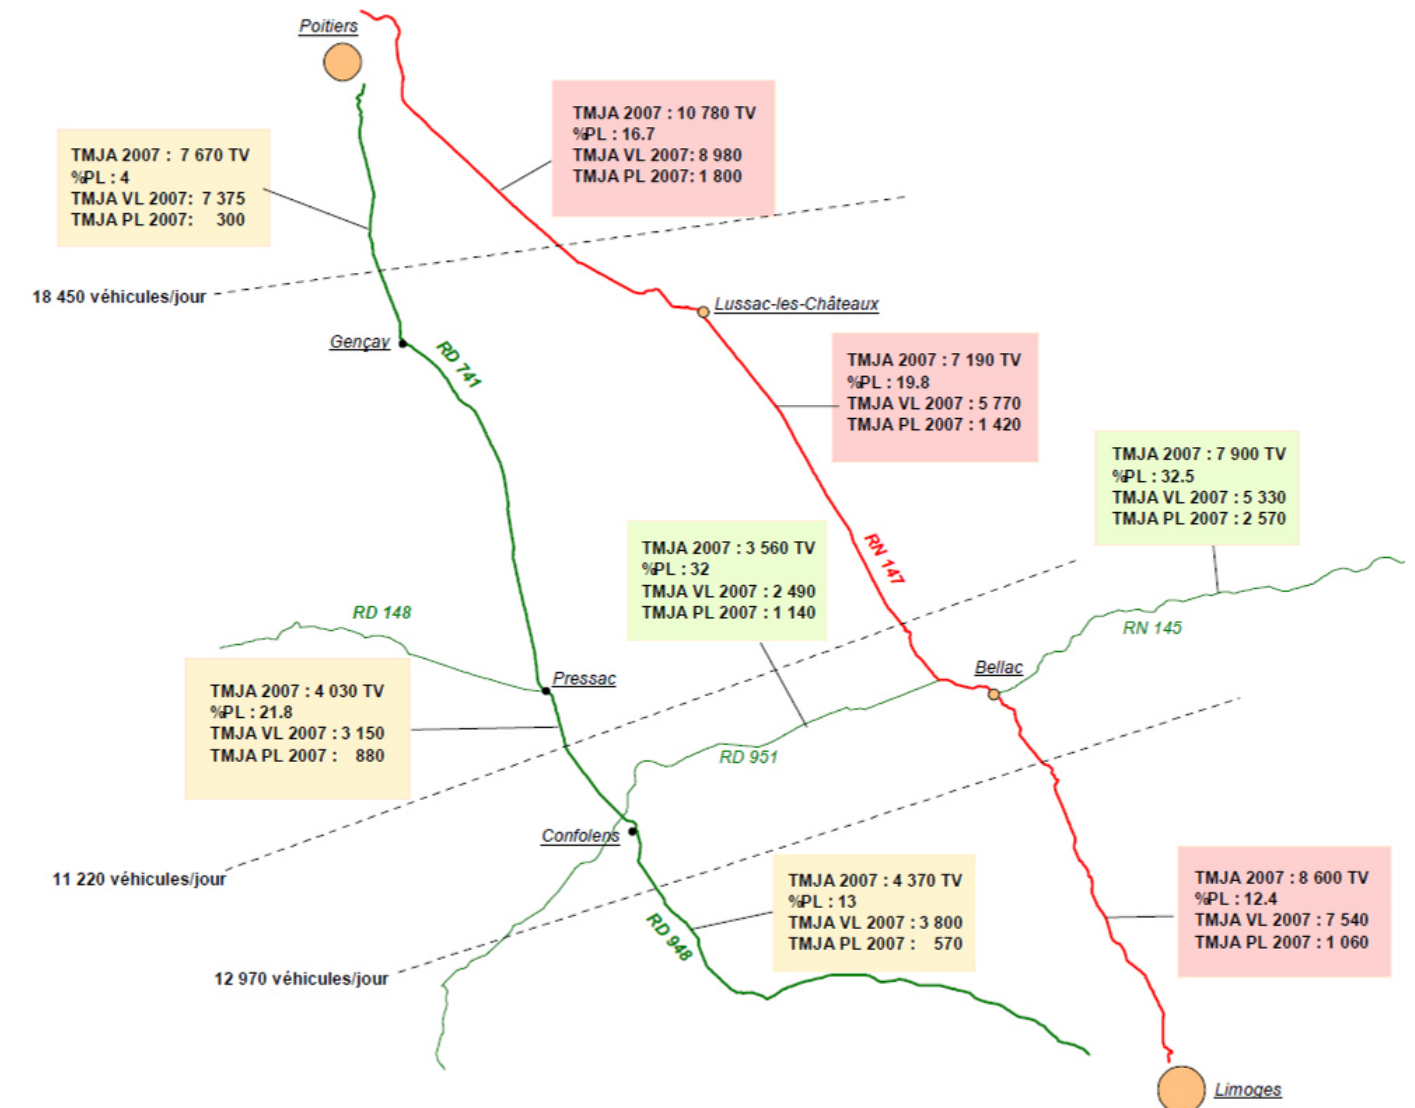 Poitiers
TMJA 2007 : 10 780 TV
%PL : 16.7
TMJA VL 2007: 8 980
TMJA PL 2007: 1 800
TMJA 2007 : 7 670 TV
%PL : 4
TMJA VL 2007: 7 375
TMJA PL 2007: 300
18 450 véhicules/jour
Lussac-les-Châteaux
Gençay
RD 741
TMJA 2007 : 7 190 TV
%PL : 19.8
TMJA VL 2007 : 5 770
TMJA PL 2007 : 1 420
TMJA 2007 : 7 900 TV
%PL : 32.5
TMJA VL 2007 : 5 330
TMJA PL 2007 : 2 570
TMJA 2007 : 3 560 TV
%PL : 32
TMJA VL 2007 : 2 490
TMJA PL 2007 : 1 140
RN 147
RD 148
RN 145
Bellac
Pressac
TMJA 2007 : 4 030 TV
%PL : 21.8
TMJA VL 2007 : 3 150
TMJA PL 2007 : 880
RD 951
Confolens
11 220 véhicules/jour
TMJA 2007 : 4 370 TV
%PL : 13
TMJA VL 2007 : 3 800
TMJA PL 2007 : 570
TMJA 2007 : 8 600 TV
%PL : 12.4
TMJA VL 2007 : 7 540
TMJA PL 2007 : 1 060
RD 948
12 970 véhicules/jour
Limoges